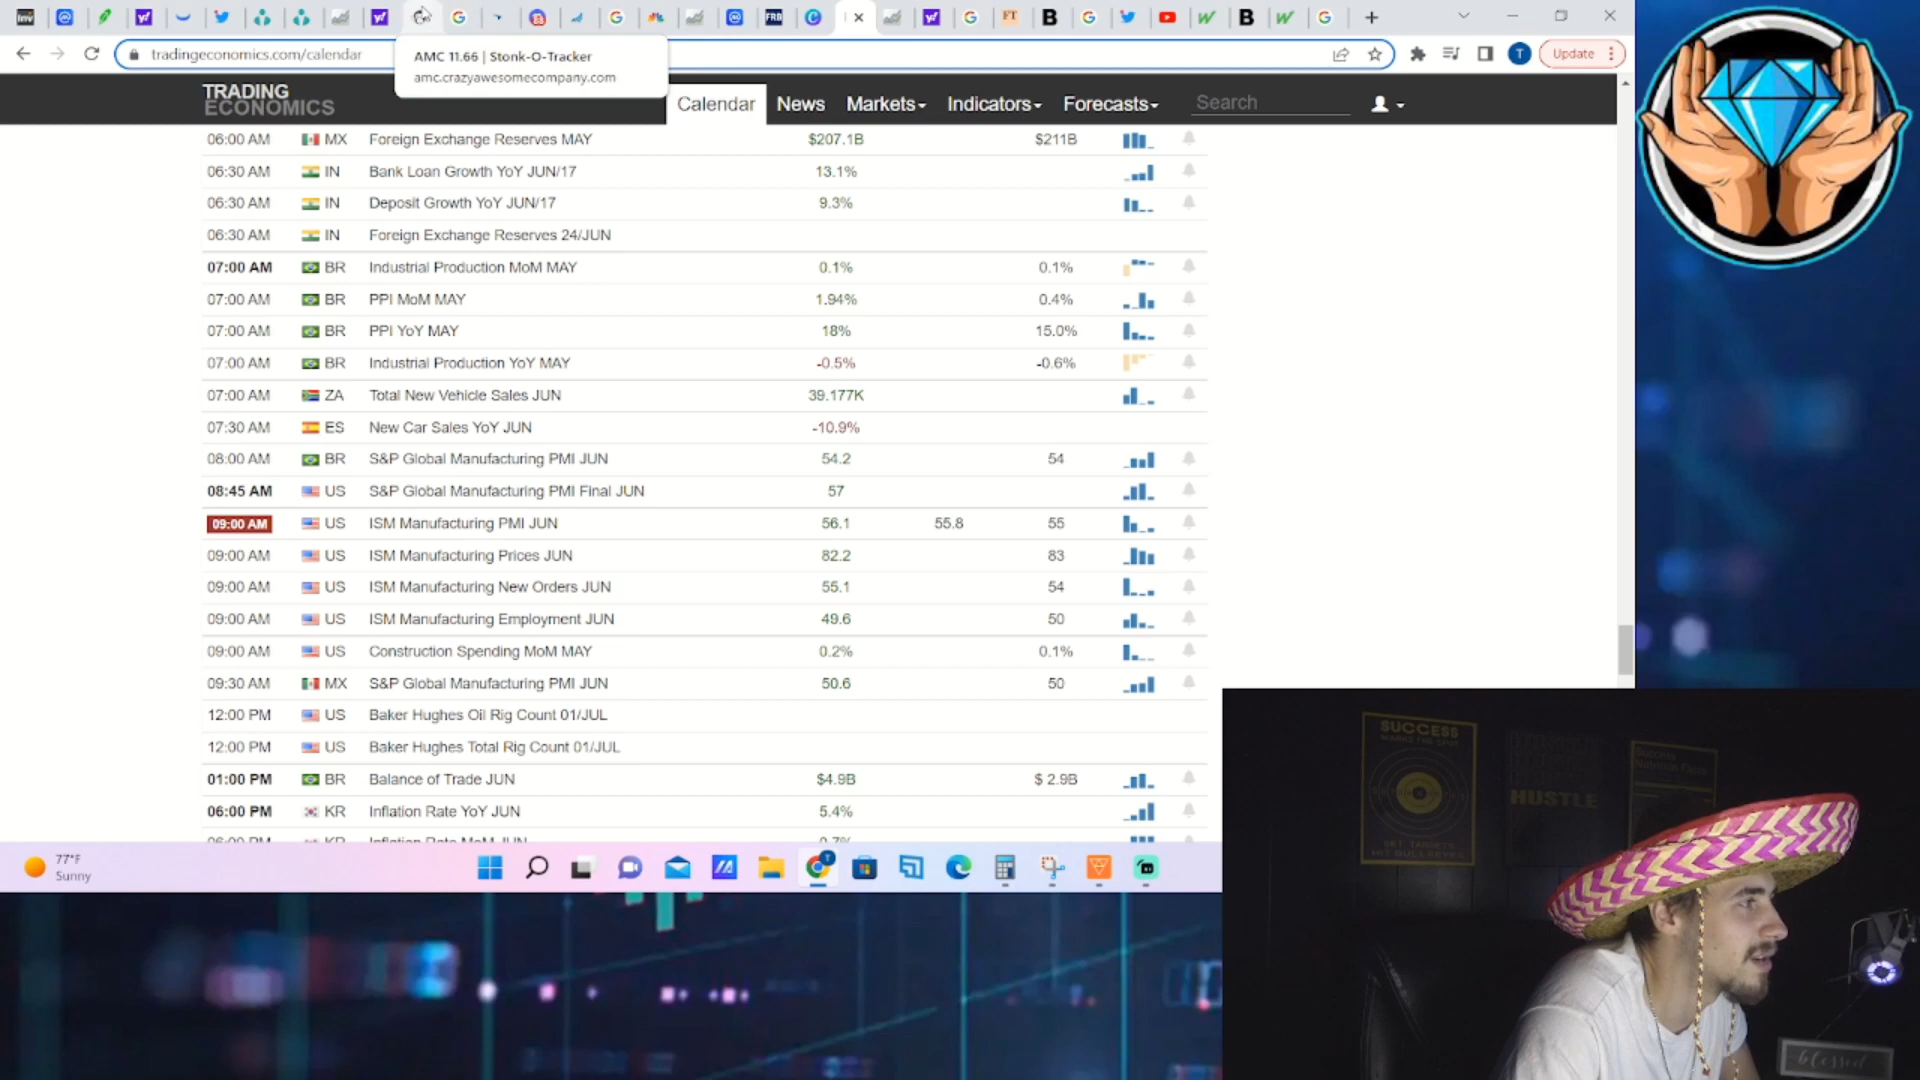 tradingeconomics.com/calendar
Update
T
AMC 11.66 | Stonk-O-Tracker
amc.crazyawesomecompany.com
TRADING
ECONOMICS
Calendar News Markets Indicators Forecasts Search
06:00 AM MX Foreign Exchange Reserves MAY $207.1B $211B
06:30 AM IN Bank Loan Growth YoY JUN/17 13.1%
06:30 AM IN Deposit Growth YoY JUN/17 9.3%
06:30 AM IN Foreign Exchange Reserves 24/JUN
07:00 AM BR Industrial Production MoM MAY 0.1% 0.1%
07:00 AM BR PPI MoM MAY 1.94% 0.4%
07:00 AM BR PPI YoY MAY 18% 15.0%
07:00 AM BR Industrial Production YoY MAY -0.5% -0.6%
07:00 AM ZA Total New Vehicle Sales JUN 39.177K
07:30 AM ES New Car Sales YoY JUN -10.9%
08:00 AM BR S&P Global Manufacturing PMI JUN 54.2 54
08:45 AM US S&P Global Manufacturing PMI Final JUN 57
09:00 AM US ISM Manufacturing PMI JUN 56.1 55.8 55
09:00 AM US ISM Manufacturing Prices JUN 82.2 83
09:00 AM US ISM Manufacturing New Orders JUN 55.1 54
09:00 AM US ISM Manufacturing Employment JUN 49.6 50
09:00 AM US Construction Spending MoM MAY 0.2% 0.1%
09:30 AM MX S&P Global Manufacturing PMI JUN 50.6 50
12:00 PM US Baker Hughes Oil Rig Count 01/JUL
12:00 PM US Baker Hughes Total Rig Count 01/JUL
01:00 PM BR Balance of Trade JUN $4.9B $ 2.9B
06:00 PM KR Inflation Rate YoY JUN 5.4%
06:00 PM KR Inflation Rate MoM JUN 0.7%
77°F
Sunny
SUCCESS
HUSTLE
blessed